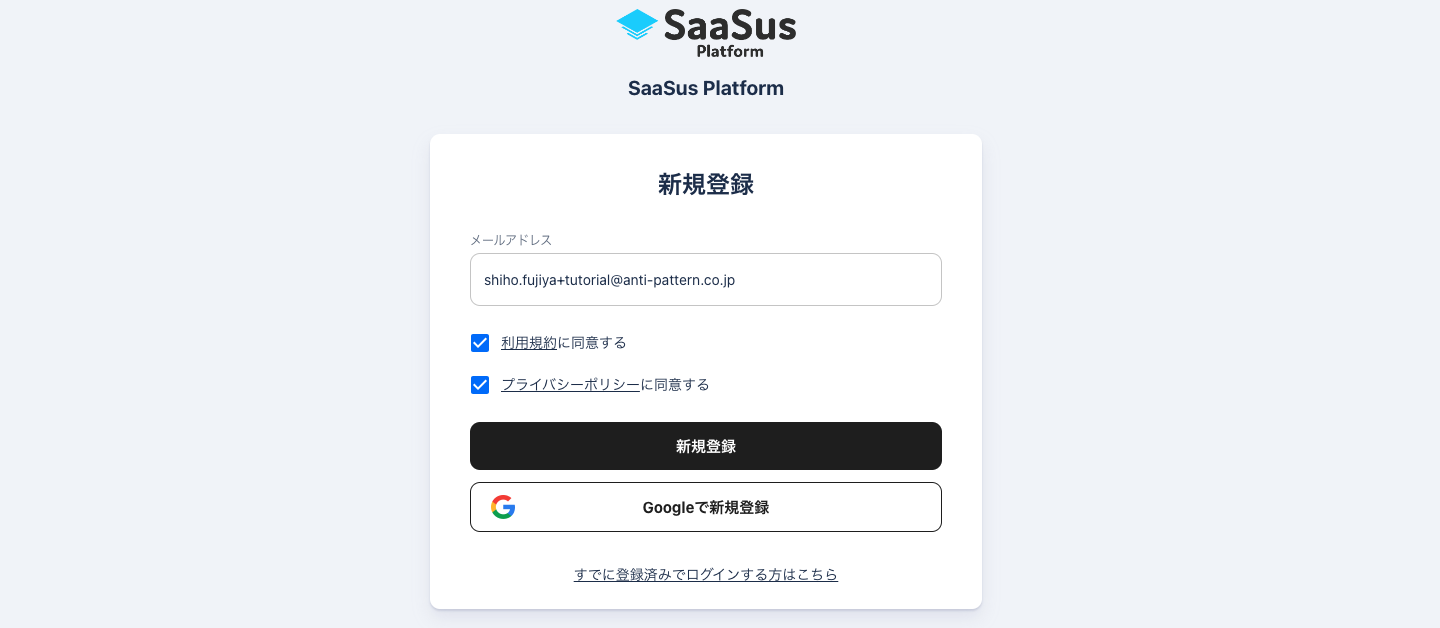 SaaSus
Platform
SaaSus Platform
新規登録
メールアドレス
shiho.fujiya+tutorial@anti-pattern.co.jp
利用規約に同意する
プライバシーポリシーに同意する
新規登録
Googleで新規登録
すでに登録済みでログインする方はこちら